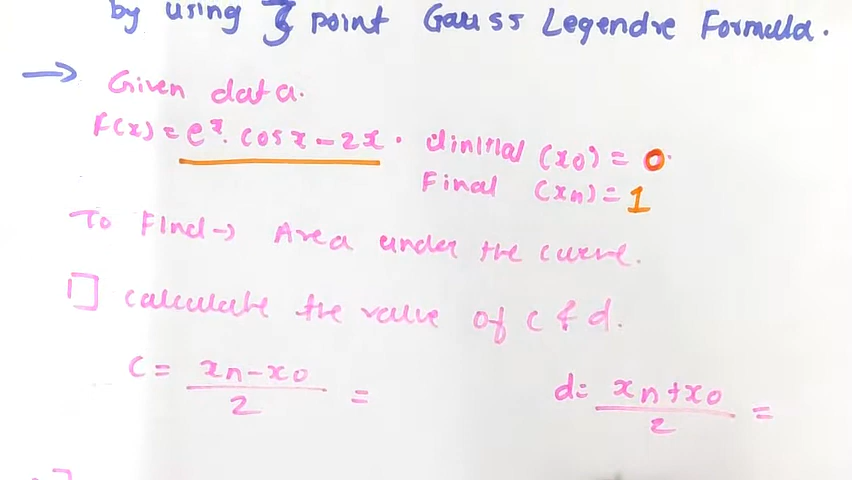 by using 3 point Gauss Legendre Formula.
→ Given data.
F(x) = e^x. cos x - 2x. initial (x0) = 0.
Final (xn) = 1
To Find → Area under the curve.
1] calculate the value of c & d.
c = (xn - x0)/2 = d = (xn + x0)/2 =